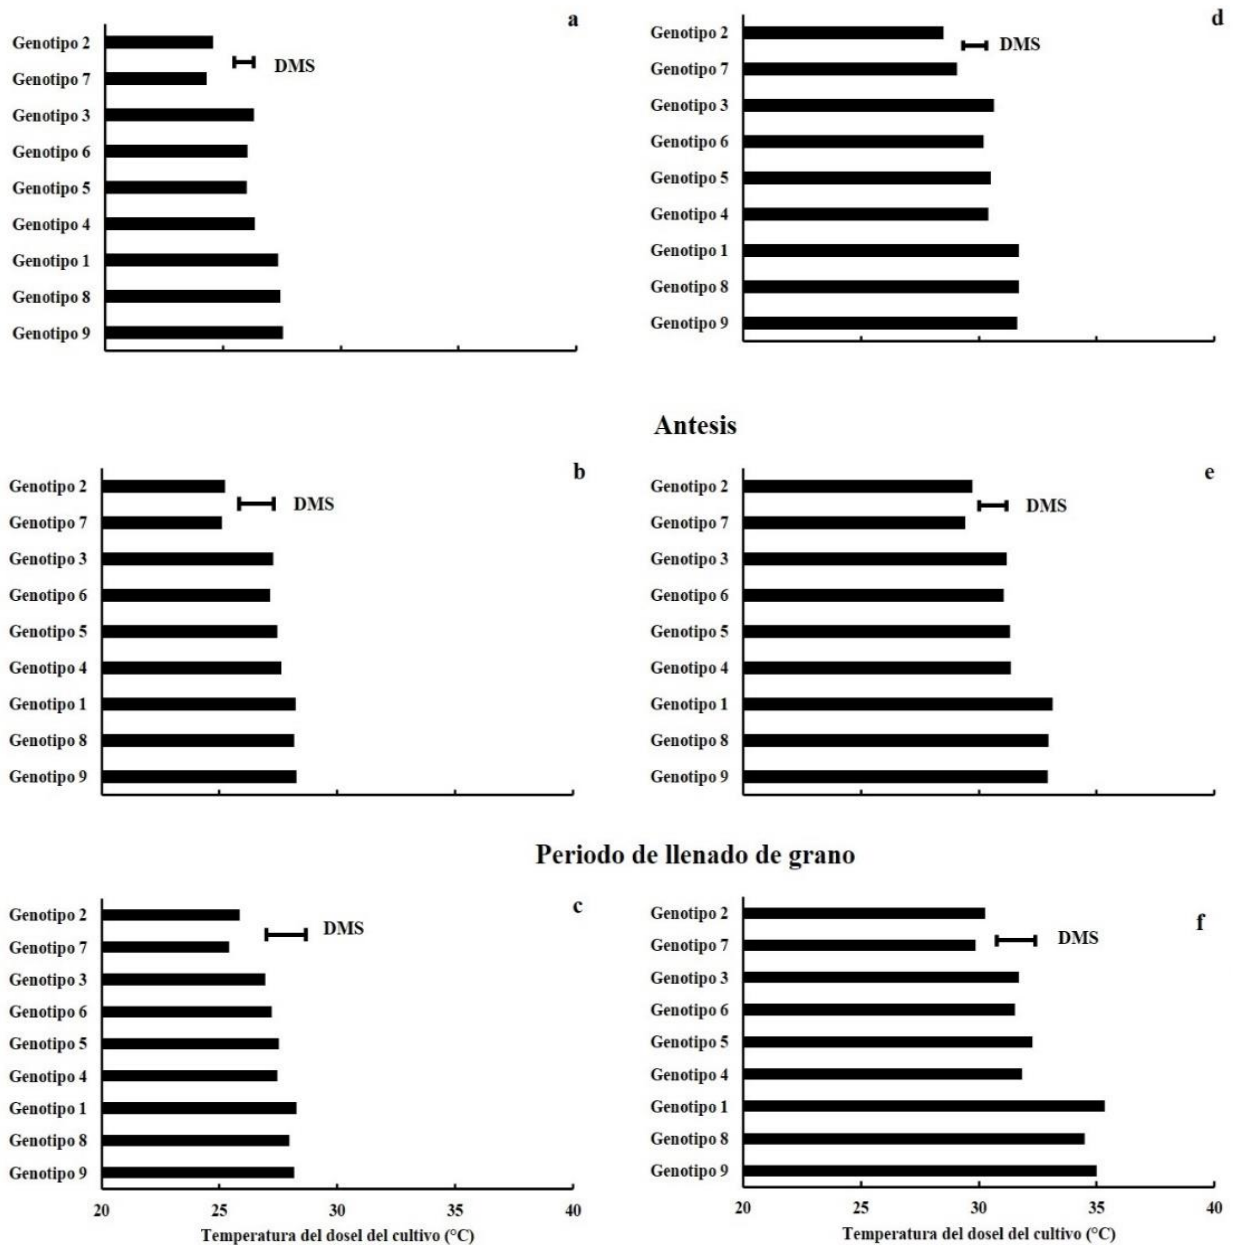 a
Genotipo 2
DMS
Genotipo 7
Genotipo 3
Genotipo 6
Genotipo 5
Genotipo 4
Genotipo 1
Genotipo 8
Genotipo 9
d
Genotipo 2
DMS
Genotipo 7
Genotipo 3
Genotipo 6
Genotipo 5
Genotipo 4
Genotipo 1
Genotipo 8
Genotipo 9
Antesis
b
Genotipo 2
DMS
Genotipo 7
Genotipo 3
Genotipo 6
Genotipo 5
Genotipo 4
Genotipo 1
Genotipo 8
Genotipo 9
e
Genotipo 2
DMS
Genotipo 7
Genotipo 3
Genotipo 6
Genotipo 5
Genotipo 4
Genotipo 1
Genotipo 8
Genotipo 9
Periodo de llenado de grano
c
Genotipo 2
DMS
Genotipo 7
Genotipo 3
Genotipo 6
Genotipo 5
Genotipo 4
Genotipo 1
Genotipo 8
Genotipo 9
20 25 30 35 40
Temperatura del dosel del cultivo (°C)
f
Genotipo 2
DMS
Genotipo 7
Genotipo 3
Genotipo 6
Genotipo 5
Genotipo 4
Genotipo 1
Genotipo 8
Genotipo 9
20 25 30 35 40
Temperatura del dosel del cultivo (°C)